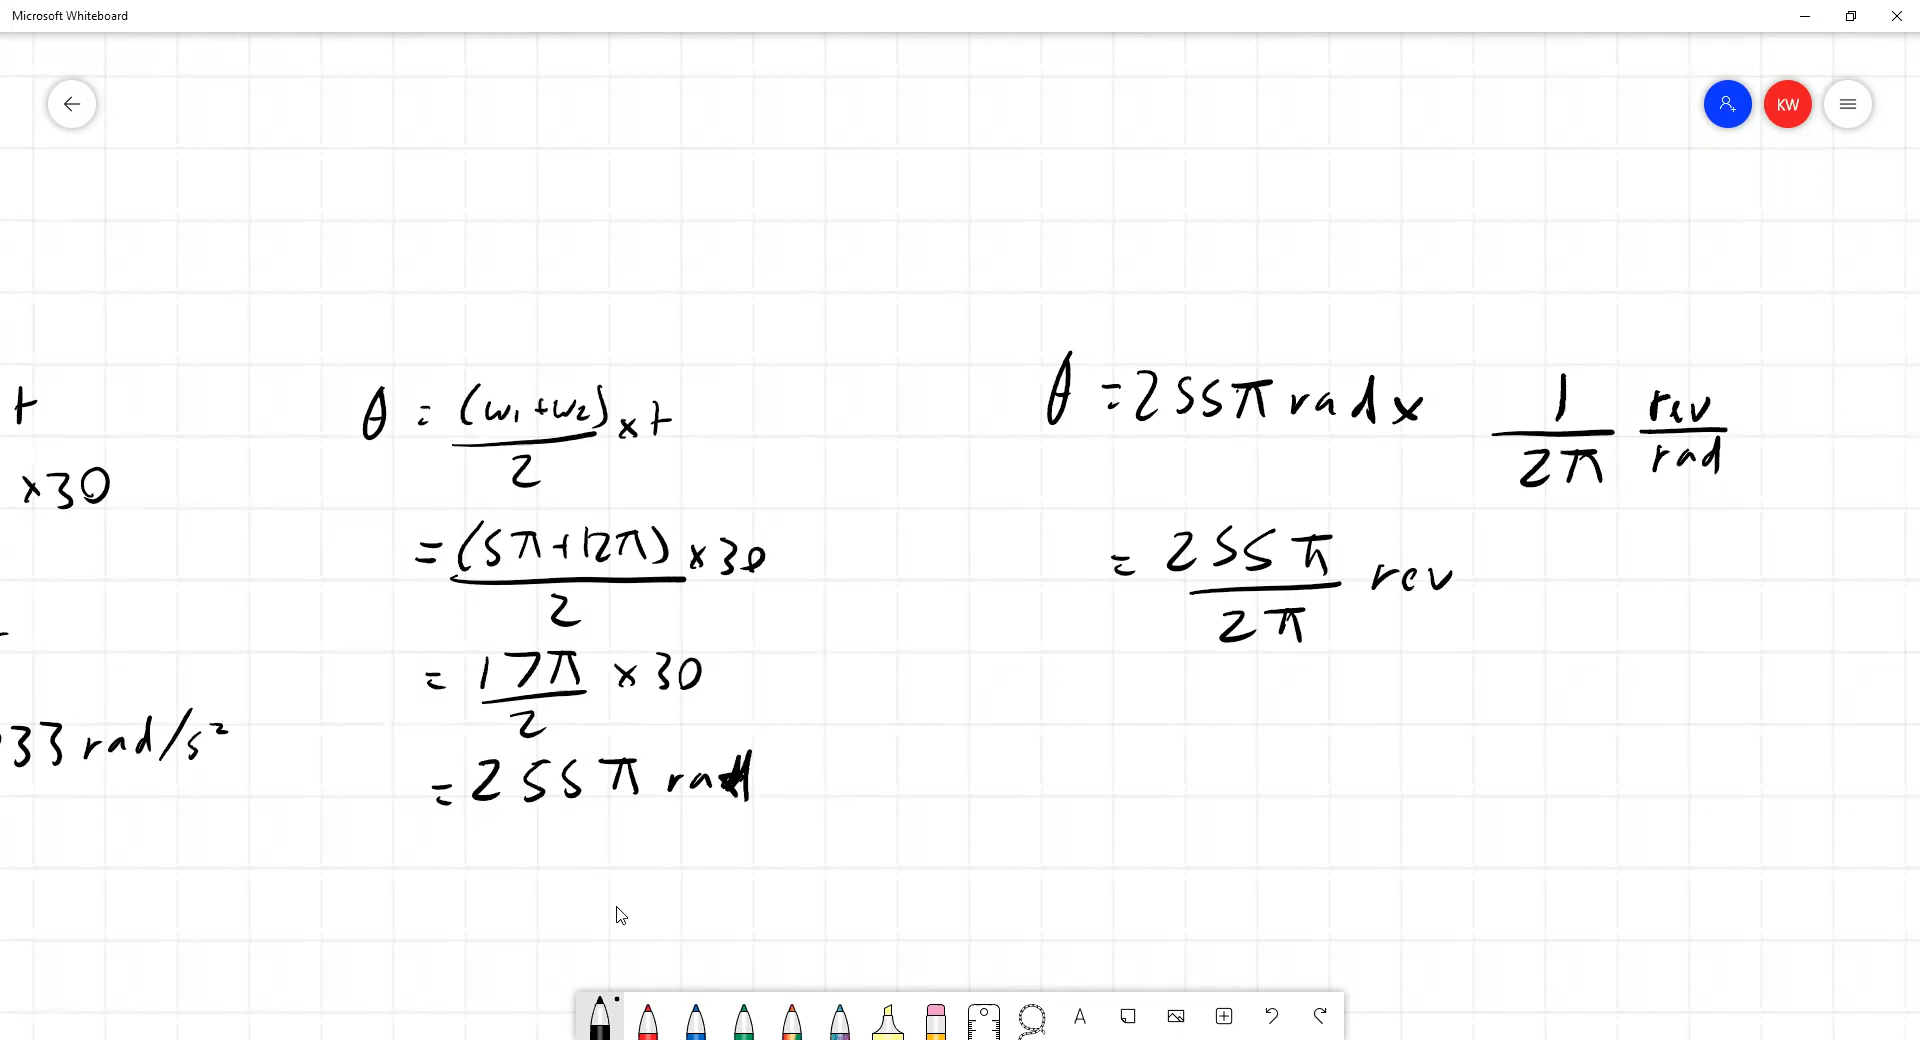 Microsoft Whiteboard
KW
t
×30
33 rad/s²
θ = (ω₁+ω₂)/2 × t
= (5π+12π)/2 × 30
= 17π/2 × 30
= 255π rad
θ = 255π rad × 1/2π rev/rad
= 255π/2π rev
A